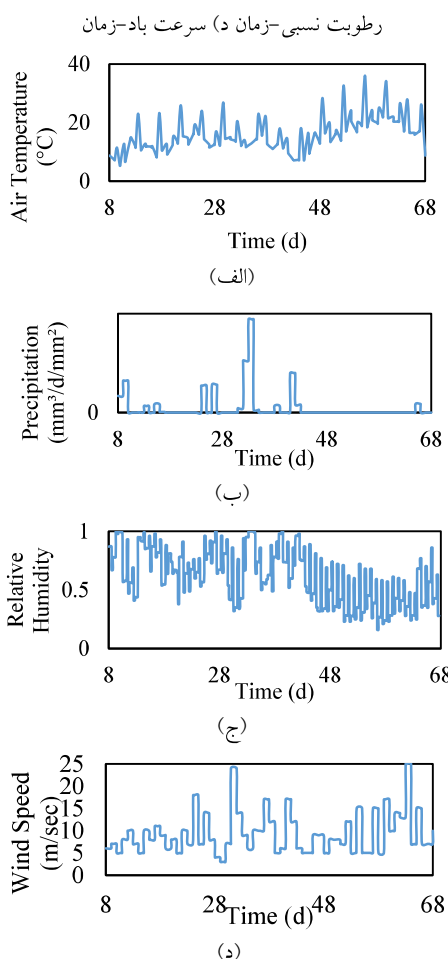 رطوبت نسبی-زمان د) سرعت باد-زمان
40
20
0
Air Temperature
(°C)
8 28 48 68
Time (d)
(الف)
Precipitation
(mm³/d/mm²)
0
8 28 48 68
Time (d)
(ب)
1
0.5
0
Relative
Humidity
8 28 48 68
Time (d)
(ج)
25
20
15
10
5
0
Wind Speed
(m/sec)
8 28 48 68
Time (d)
(د)